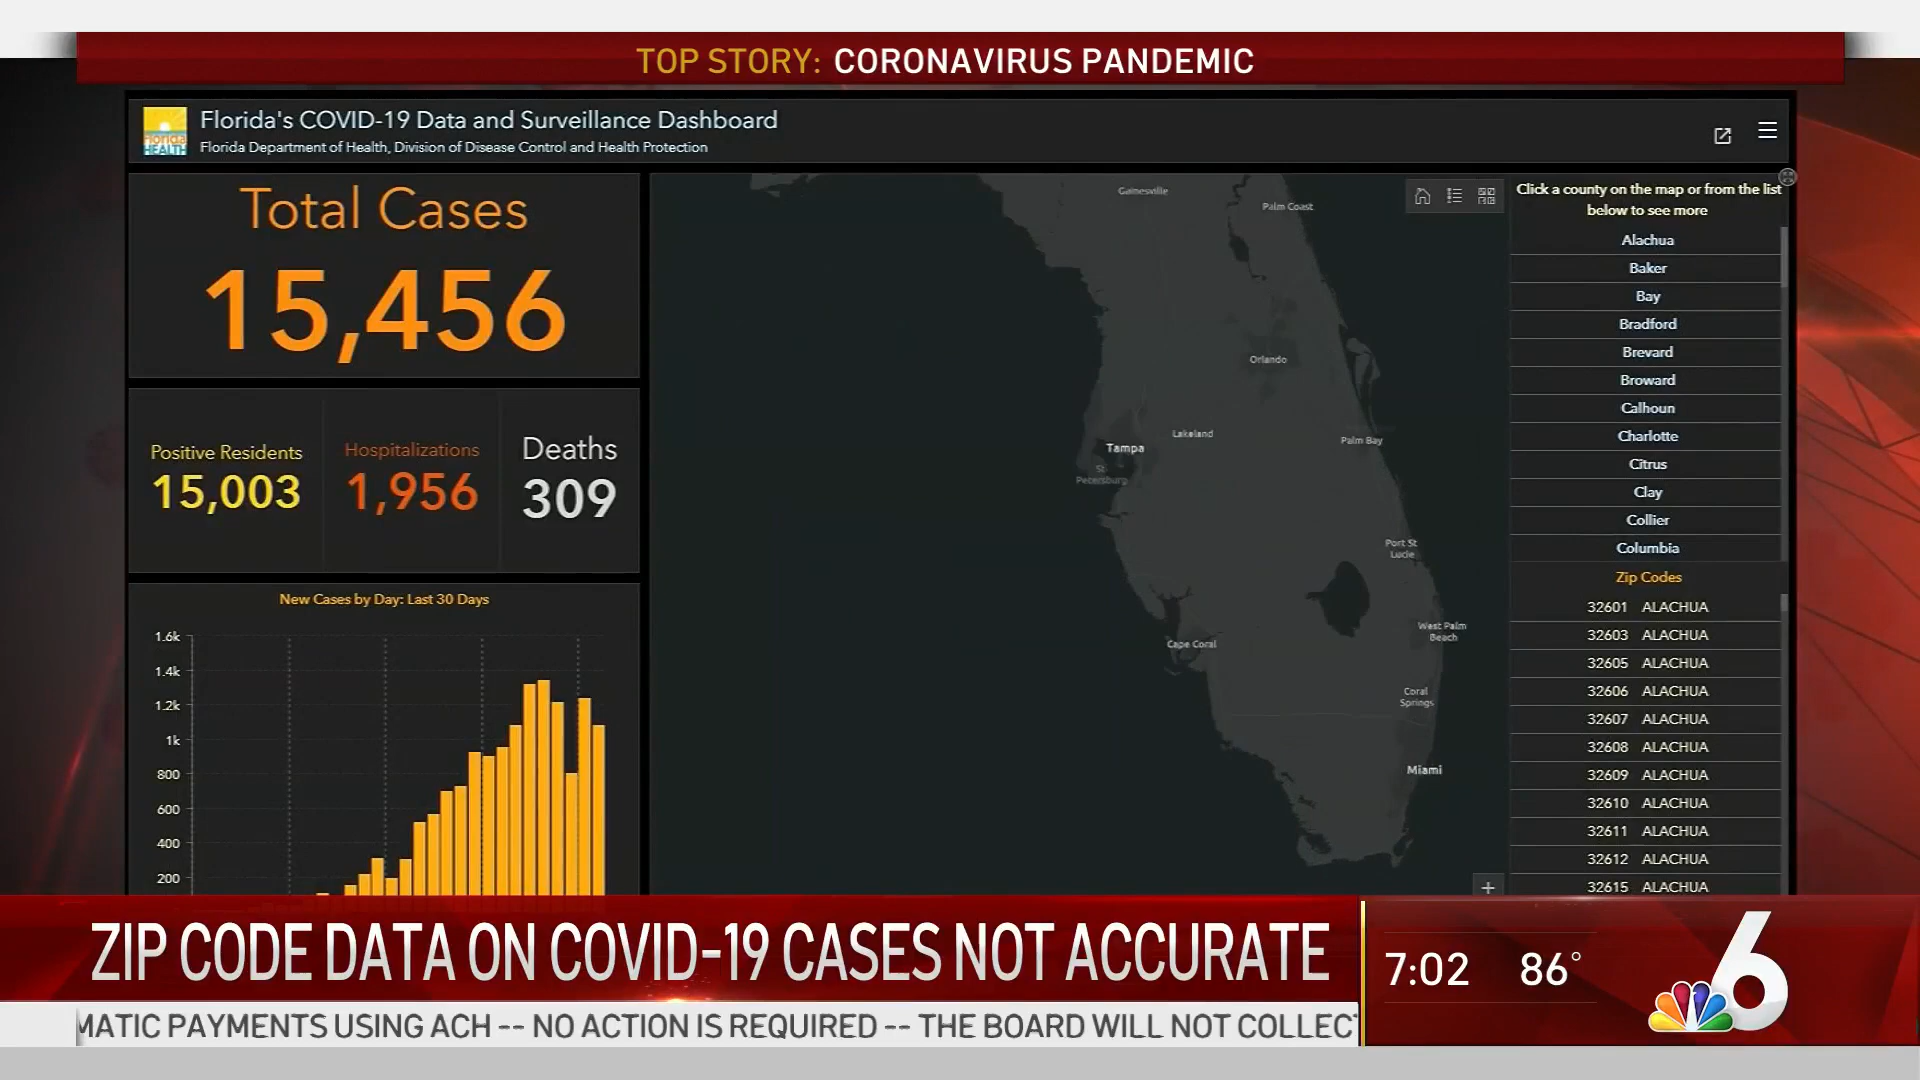 TOP STORY: CORONAVIRUS PANDEMIC
Florida HEALTH
Florida's COVID-19 Data and Surveillance Dashboard
Florida Department of Health, Division of Disease Control and Health Protection
Total Cases
15,456
Positive Residents
15,003
Hospitalizations
1,956
Deaths
309
New Cases by Day: Last 30 Days
1.6k
1.4k
1.2k
1k
800
600
400
200
Gainesville
Palm Coast
Orlando
Lakeland
Tampa
St
Petersburg
Palm Bay
Port St
Lucie
West Palm
Beach
Cape Coral
Coral
Springs
Miami
+
Click a county on the map or from the list
below to see more
Alachua
Baker
Bay
Bradford
Brevard
Broward
Calhoun
Charlotte
Citrus
Clay
Collier
Columbia
Zip Codes
32601 ALACHUA
32603 ALACHUA
32605 ALACHUA
32606 ALACHUA
32607 ALACHUA
32608 ALACHUA
32609 ALACHUA
32610 ALACHUA
32611 ALACHUA
32612 ALACHUA
32615 ALACHUA
ZIP CODE DATA ON COVID-19 CASES NOT ACCURATE
7:02 86°
6
MATIC PAYMENTS USING ACH -- NO ACTION IS REQUIRED -- THE BOARD WILL NOT COLLECT